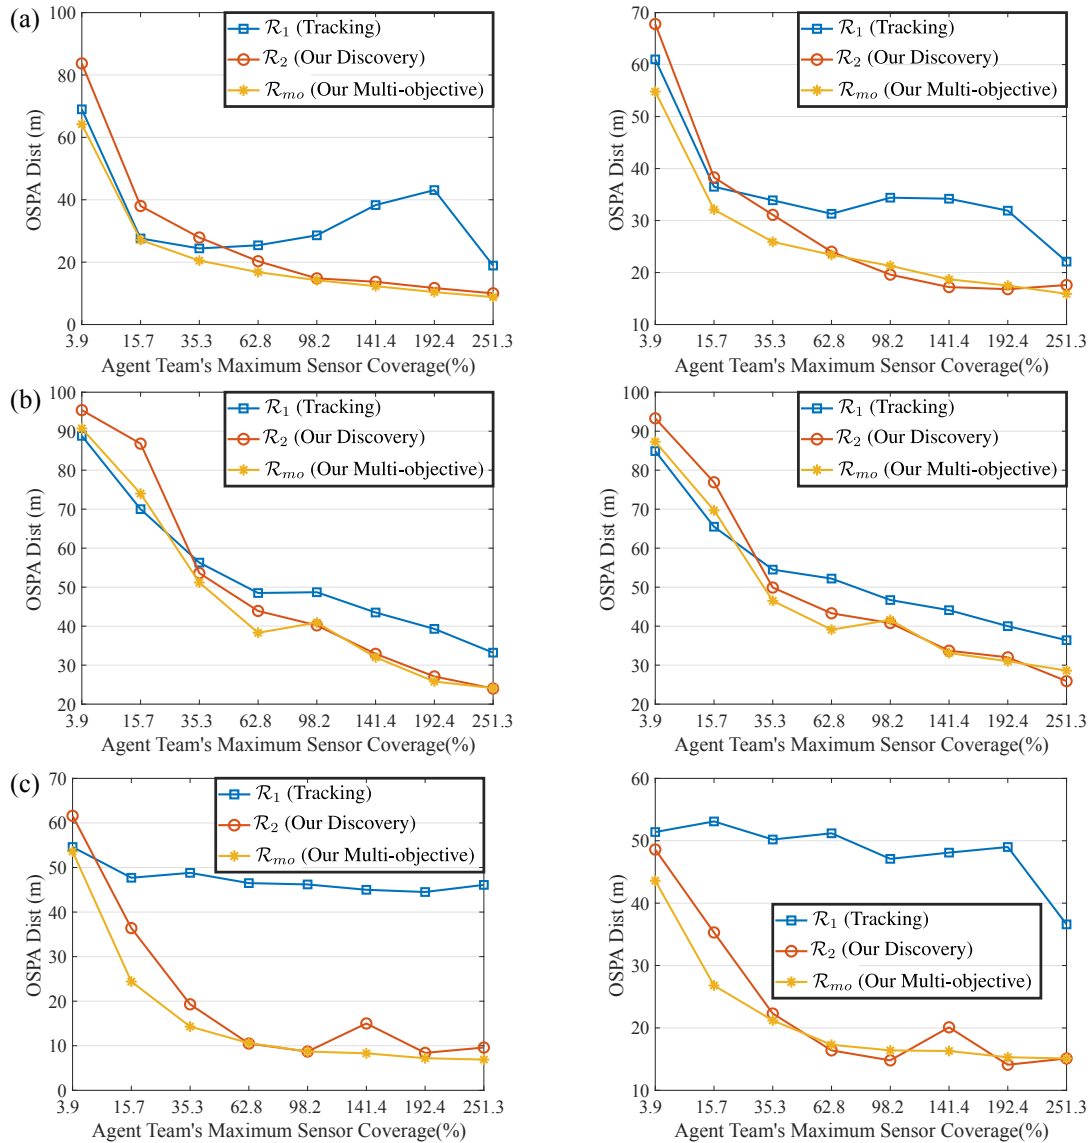 (a)
100
80
60
40
20
0
OSPA Dist (m)
3.9 15.7 35.3 62.8 98.2 141.4 192.4 251.3
Agent Team's Maximum Sensor Coverage(%)
R1 (Tracking)
R2 (Our Discovery)
Rmo (Our Multi-objective)
70
60
50
40
30
20
10
OSPA Dist (m)
3.9 15.7 35.3 62.8 98.2 141.4 192.4 251.3
Agent Team's Maximum Sensor Coverage(%)
R1 (Tracking)
R2 (Our Discovery)
Rmo (Our Multi-objective)
(b)
100
90
80
70
60
50
40
30
20
OSPA Dist (m)
3.9 15.7 35.3 62.8 98.2 141.4 192.4 251.3
Agent Team's Maximum Sensor Coverage(%)
R1 (Tracking)
R2 (Our Discovery)
Rmo (Our Multi-objective)
100
90
80
70
60
50
40
30
20
OSPA Dist (m)
3.9 15.7 35.3 62.8 98.2 141.4 192.4 251.3
Agent Team's Maximum Sensor Coverage(%)
R1 (Tracking)
R2 (Our Discovery)
Rmo (Our Multi-objective)
(c)
70
60
50
40
30
20
10
0
OSPA Dist (m)
3.9 15.7 35.3 62.8 98.2 141.4 192.4 251.3
Agent Team's Maximum Sensor Coverage(%)
R1 (Tracking)
R2 (Our Discovery)
Rmo (Our Multi-objective)
60
50
40
30
20
10
OSPA Dist (m)
3.9 15.7 35.3 62.8 98.2 141.4 192.4 251.3
Agent Team's Maximum Sensor Coverage(%)
R1 (Tracking)
R2 (Our Discovery)
Rmo (Our Multi-objective)